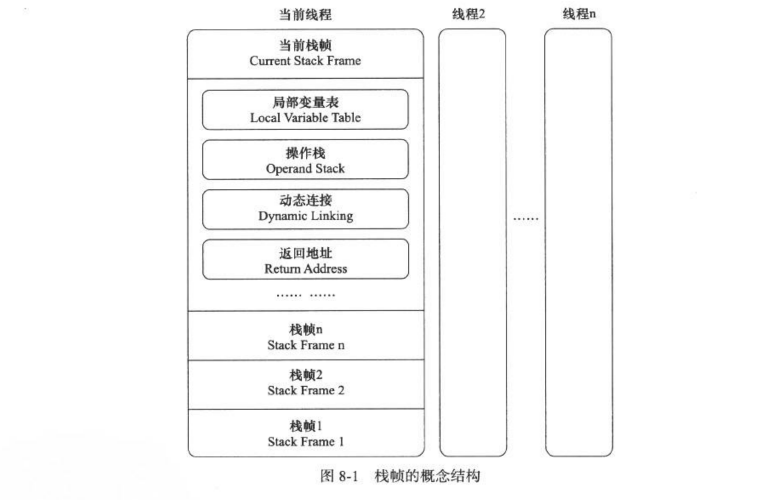 当前线程
线程2
线程n
当前栈帧
Current Stack Frame
局部变量表
Local Variable Table
操作栈
Operand Stack
动态连接
Dynamic Linking
返回地址
Return Address
…… ……
……
栈帧n
Stack Frame n
栈帧2
Stack Frame 2
栈帧1
Stack Frame 1
图 8-1 栈帧的概念结构